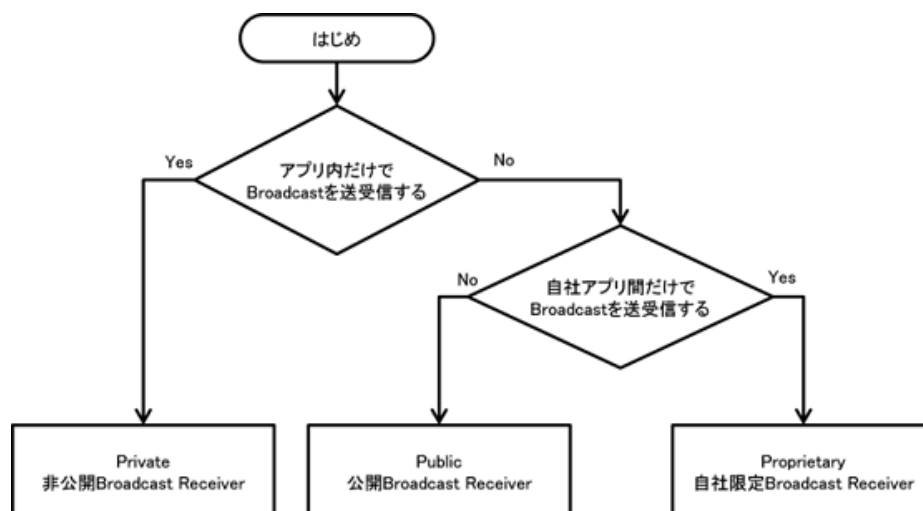 はじめ
Yes
アプリ内だけで
Broadcastを送受信する
No
No
自社アプリ間だけで
Broadcastを送受信する
Yes
Private
非公開Broadcast Receiver
Public
公開Broadcast Receiver
Proprietary
自社限定Broadcast Receiver